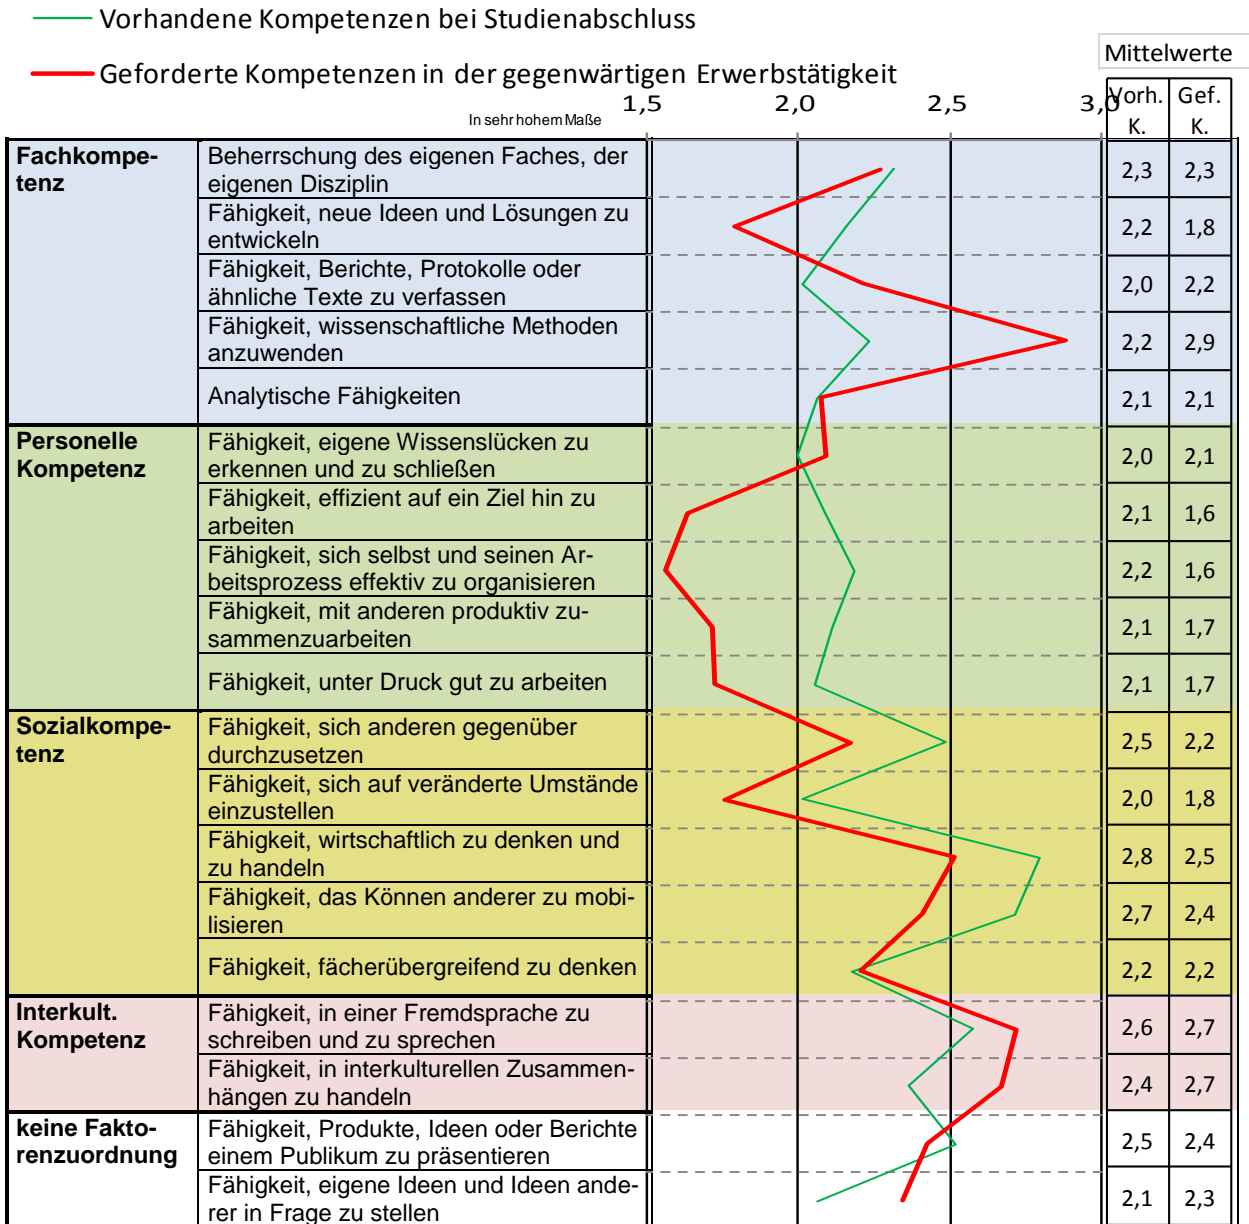 Vorhandene Kompetenzen bei Studienabschluss
Geforderte Kompetenzen in der gegenwärtigen Erwerbstätigkeit
Mittelwerte
In sehr hohem Maße
1,5 2,0 2,5 3,0
Vorh. K. Gef. K.
Fachkompe-
tenz
Beherrschung des eigenen Faches, der
eigenen Disziplin
2,3 2,3
Fähigkeit, neue Ideen und Lösungen zu
entwickeln
2,2 1,8
Fähigkeit, Berichte, Protokolle oder
ähnliche Texte zu verfassen
2,0 2,2
Fähigkeit, wissenschaftliche Methoden
anzuwenden
2,2 2,9
Analytische Fähigkeiten
2,1 2,1
Personelle
Kompetenz
Fähigkeit, eigene Wissenslücken zu
erkennen und zu schließen
2,0 2,1
Fähigkeit, effizient auf ein Ziel hin zu
arbeiten
2,1 1,6
Fähigkeit, sich selbst und seinen Ar-
beitsprozess effektiv zu organisieren
2,2 1,6
Fähigkeit, mit anderen produktiv zu-
sammenzuarbeiten
2,1 1,7
Fähigkeit, unter Druck gut zu arbeiten
2,1 1,7
Sozialkompe-
tenz
Fähigkeit, sich anderen gegenüber
durchzusetzen
2,5 2,2
Fähigkeit, sich auf veränderte Umstände
einzustellen
2,0 1,8
Fähigkeit, wirtschaftlich zu denken und
zu handeln
2,8 2,5
Fähigkeit, das Können anderer zu mobi-
lisieren
2,7 2,4
Fähigkeit, fächerübergreifend zu denken
2,2 2,2
Interkult.
Kompetenz
Fähigkeit, in einer Fremdsprache zu
schreiben und zu sprechen
2,6 2,7
Fähigkeit, in interkulturellen Zusammen-
hängen zu handeln
2,4 2,7
keine Fakto-
renzuordnung
Fähigkeit, Produkte, Ideen oder Berichte
einem Publikum zu präsentieren
2,5 2,4
Fähigkeit, eigene Ideen und Ideen ande-
rer in Frage zu stellen
2,1 2,3